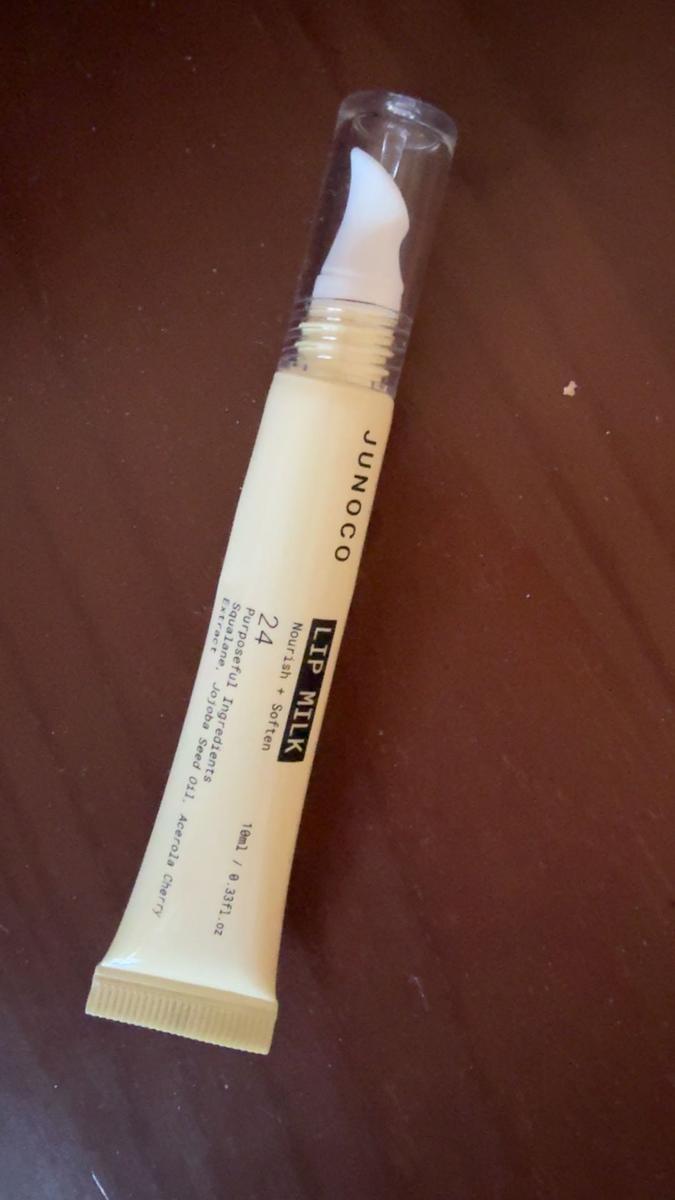 JUNOCO
LIP MILK
Nourish + Soften
24
Purposeful Ingredients
Squalane, Jojoba Seed Oil, Acerola Cherry
Extract
10ml / 0.33fl.oz